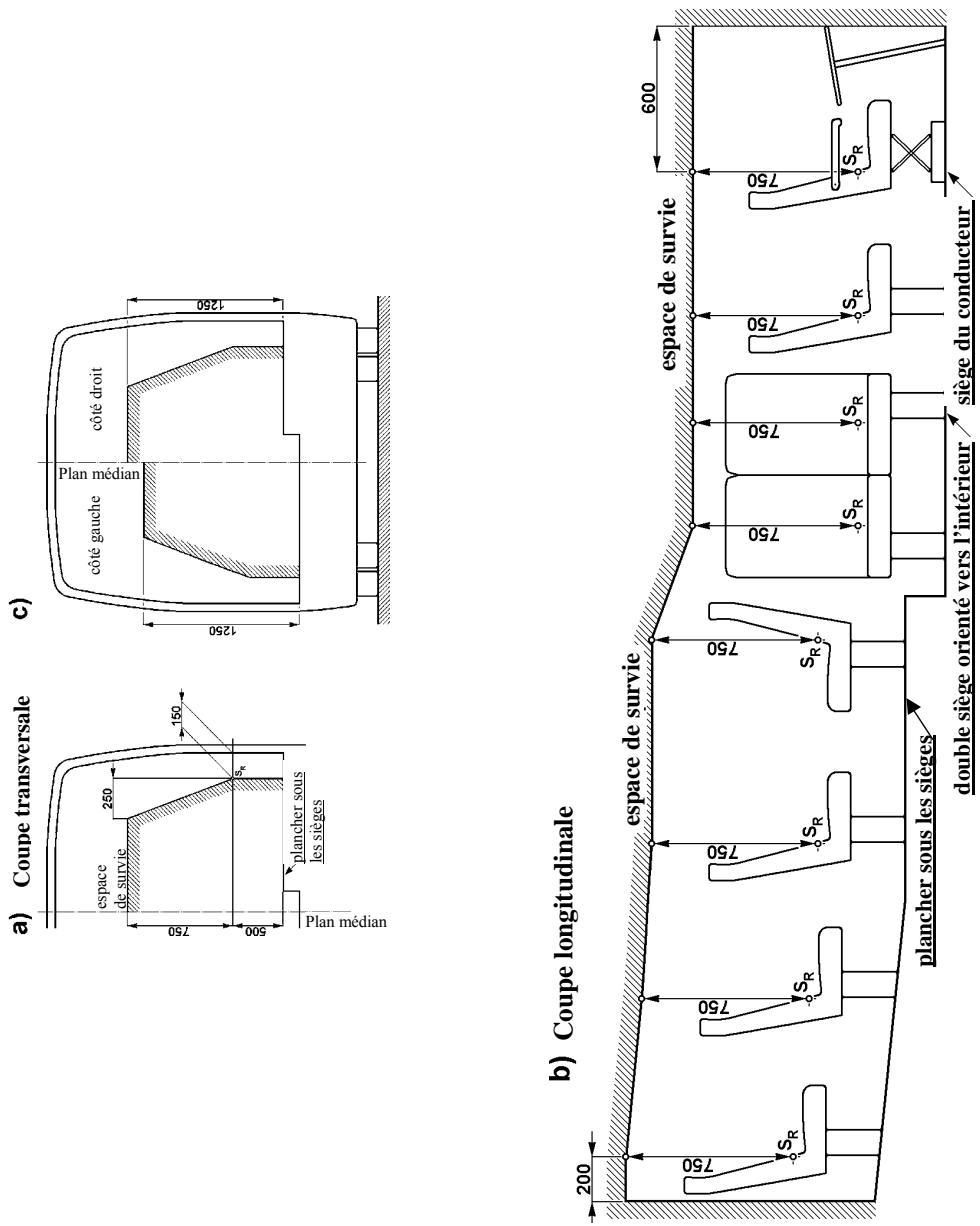 a) Coupe transversale
250
150
espace
de survie
750
500
S_R
plancher sous
les sièges
Plan médian
c)
côté gauche
côté droit
Plan médian
1250
1250
b) Coupe longitudinale
200
600
espace de survie
espace de survie
750
750
750
750
750
750
750
750
S_R
S_R
S_R
S_R
S_R
S_R
S_R
S_R
plancher sous les sièges
double siège orienté vers l'intérieur
siège du conducteur